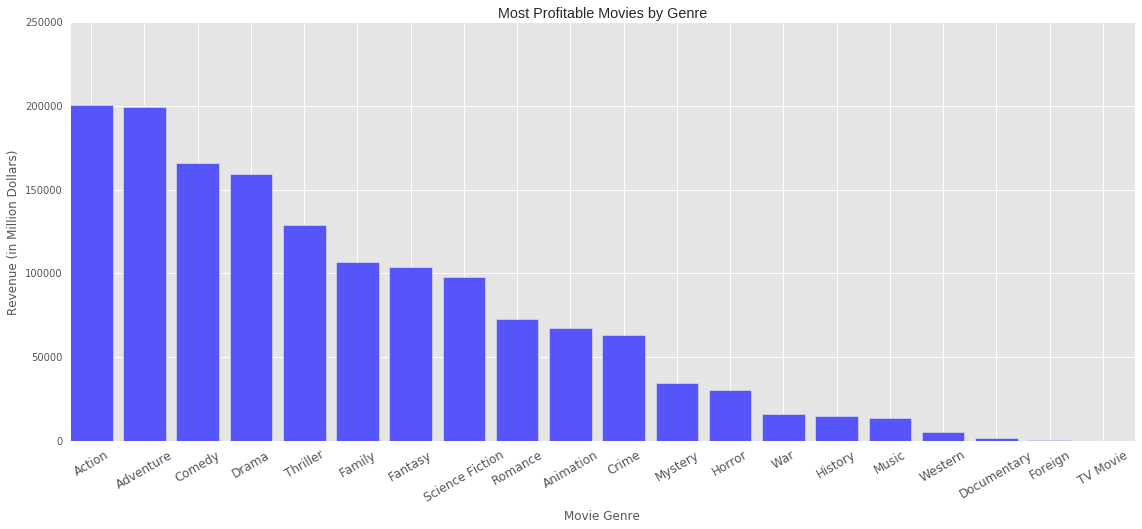 Most Profitable Movies by Genre
Revenue (in Million Dollars)
250000
200000
150000
100000
50000
0
Action
Adventure
Comedy
Drama
Thriller
Family
Fantasy
Science Fiction
Romance
Animation
Crime
Mystery
Horror
War
History
Music
Western
Documentary
Foreign
TV Movie
Movie Genre